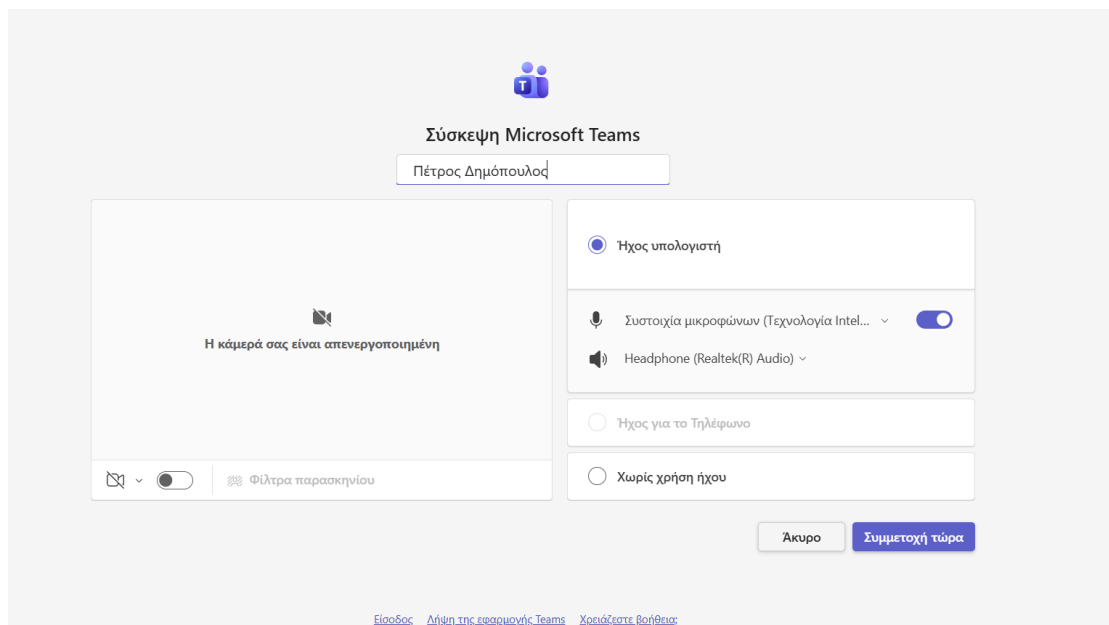 Σύσκεψη Microsoft Teams
Πέτρος Δημόπουλος
Η κάμερά σας είναι απενεργοποιημένη
Φίλτρα παρασκηνίου
Ήχος υπολογιστή
Συστοιχία μικροφώνων (Τεχνολογία Intel...
Headphone (Realtek(R) Audio)
Ήχος για το Τηλέφωνο
Χωρίς χρήση ήχου
Άκυρο Συμμετοχή τώρα
Είσοδος Λήψη της εφαρμογής Teams Χρειάζεστε βοήθεια;